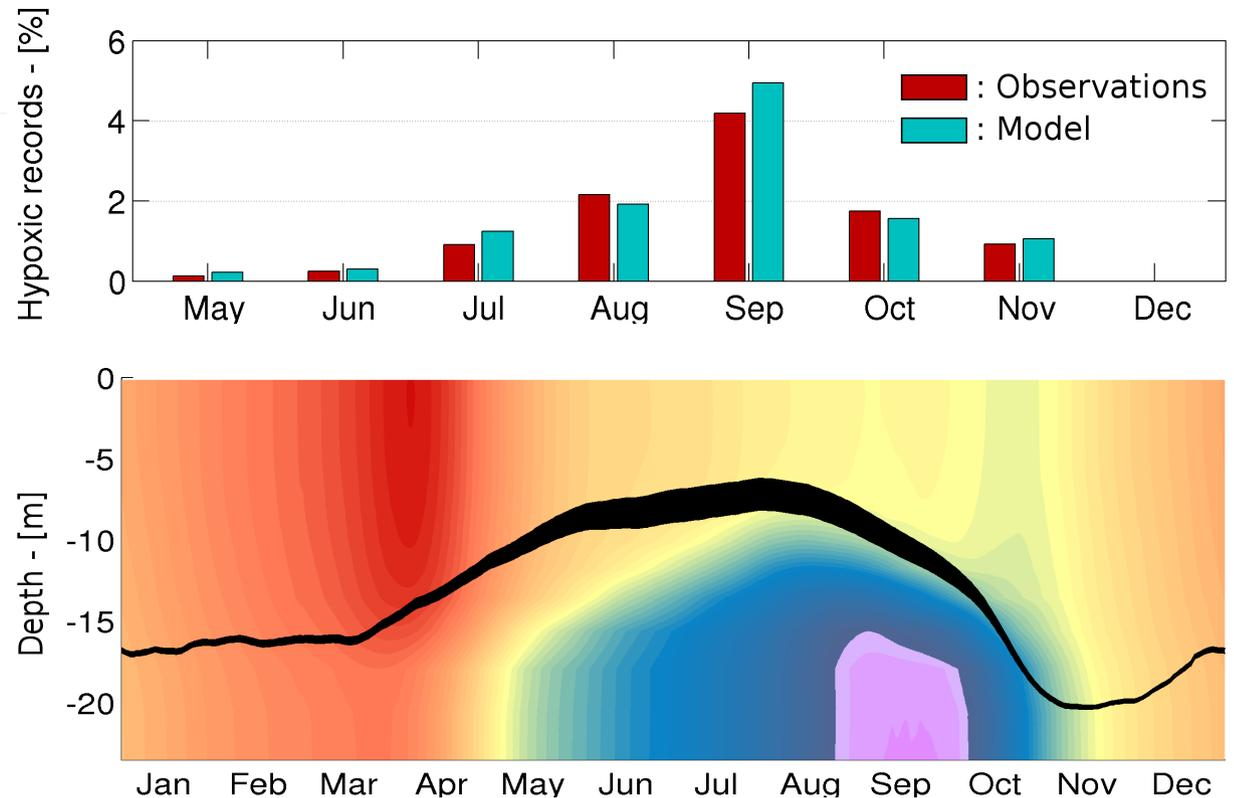 Hypoxic records - [%]
6
4
2
0
: Observations
: Model
May Jun Jul Aug Sep Oct Nov Dec
Depth - [m]
0
-5
-10
-15
-20
Jan Feb Mar Apr May Jun Jul Aug Sep Oct Nov Dec